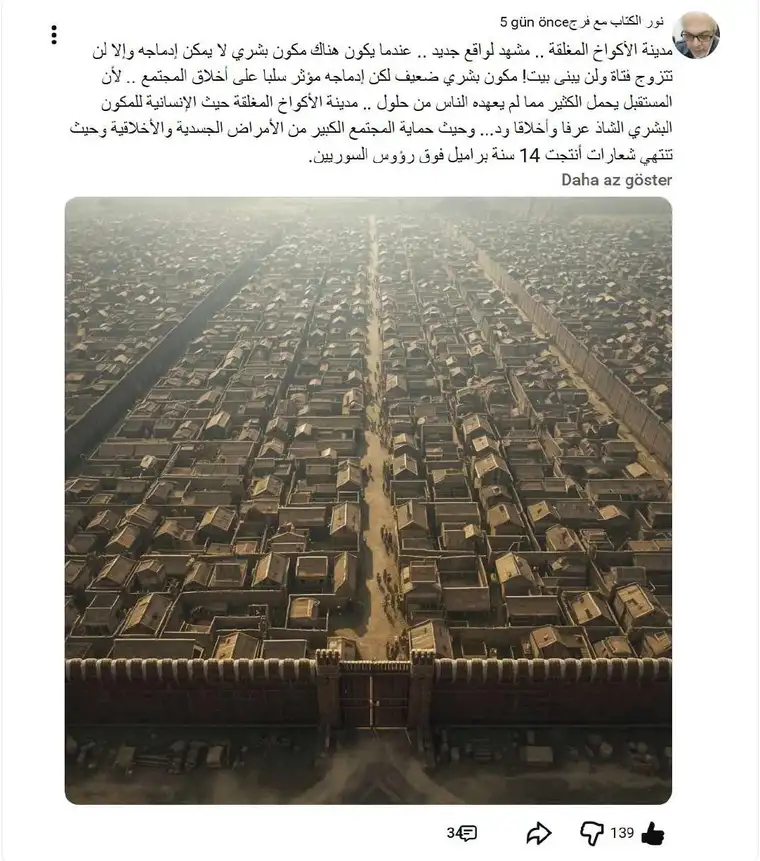 نور الكتاب مع فرج5 gün önce
مدينة الأكواخ المغلقة .. مشهد لواقع جديد .. عندما يكون هناك مكون بشري لا يمكن إدماجه وإلا لن
تتزوج فتاة ولن يبنى بيت! مكون بشري ضعيف لكن إدماجه مؤثر سلبا على أخلاق المجتمع .. لأن
المستقبل يحمل الكثير مما لم يعهده الناس من حلول .. مدينة الأكواخ المغلقة حيث الإنسانية للمكون
البشري الشاذ عرفا وأخلاقا ود... وحيث حماية المجتمع الكبير من الأمراض الجسدية والأخلاقية وحيث
تنتهي شعارات أنتجت 14 سنة براميل فوق رؤوس السوريين.
Daha az göster
34
139